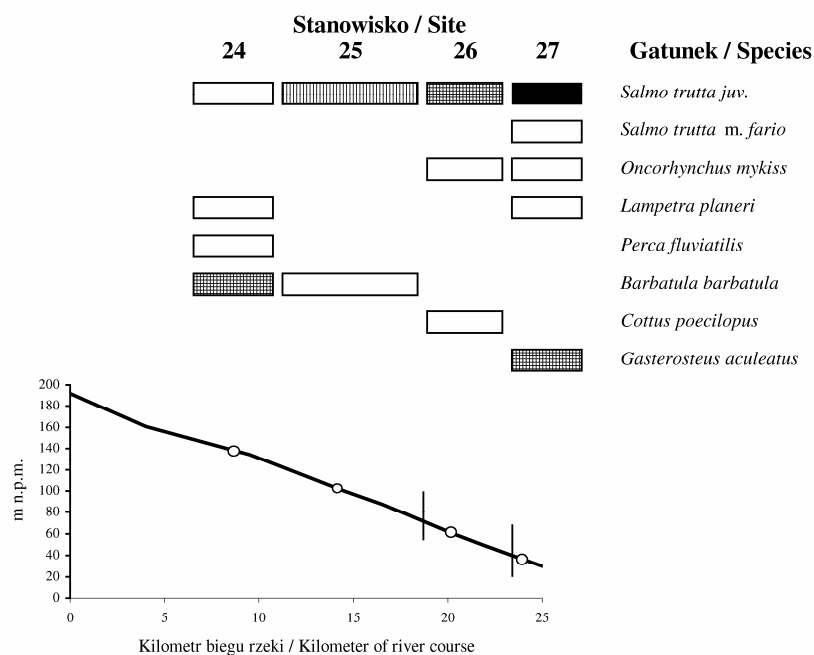 Stanowisko / Site
24 25 26 27 Gatunek / Species
Salmo trutta juv.
Salmo trutta m. fario
Oncorhynchus mykiss
Lampetra planeri
Perca fluviatilis
Barbatula barbatula
Cottus poecilopus
Gasterosteus aculeatus
200
180
160
140
120
100
80
60
40
20
0
m n.p.m.
0 5 10 15 20 25
Kilometr biegu rzeki / Kilometer of river course